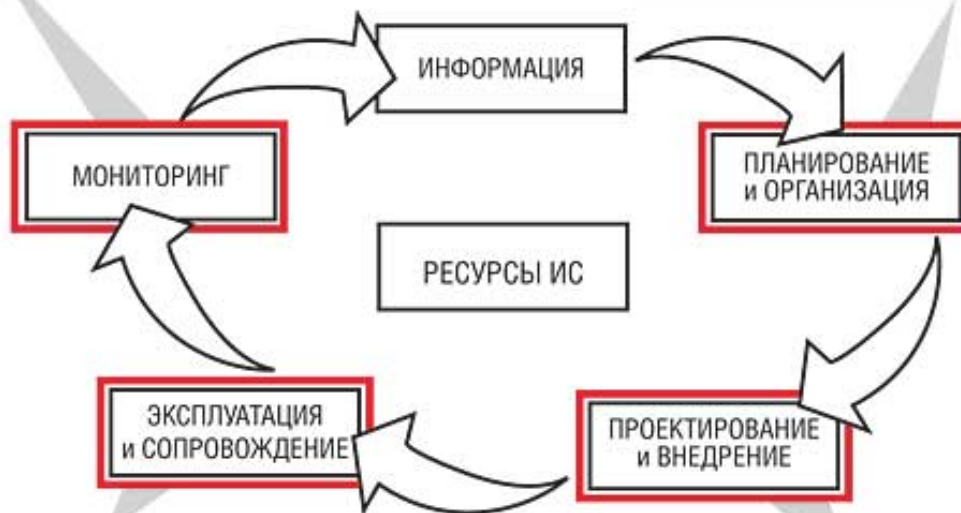 ИНФОРМАЦИЯ
МОНИТОРИНГ
ПЛАНИРОВАНИЕ
и ОРГАНИЗАЦИЯ
РЕСУРСЫ ИС
ЭКСПЛУАТАЦИЯ
и СОПРОВОЖДЕНИЕ
ПРОЕКТИРОВАНИЕ
и ВНЕДРЕНИЕ